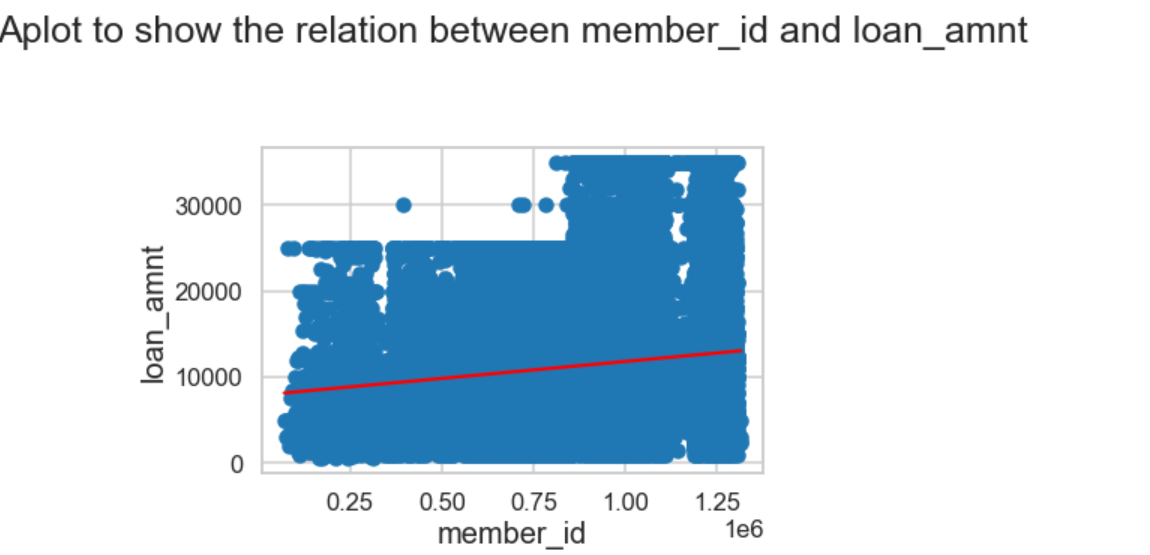 Aplot to show the relation between member_id and loan_amnt
30000
20000
10000
0
loan_amnt
0.25 0.50 0.75 1.00 1.25
1e6
member_id